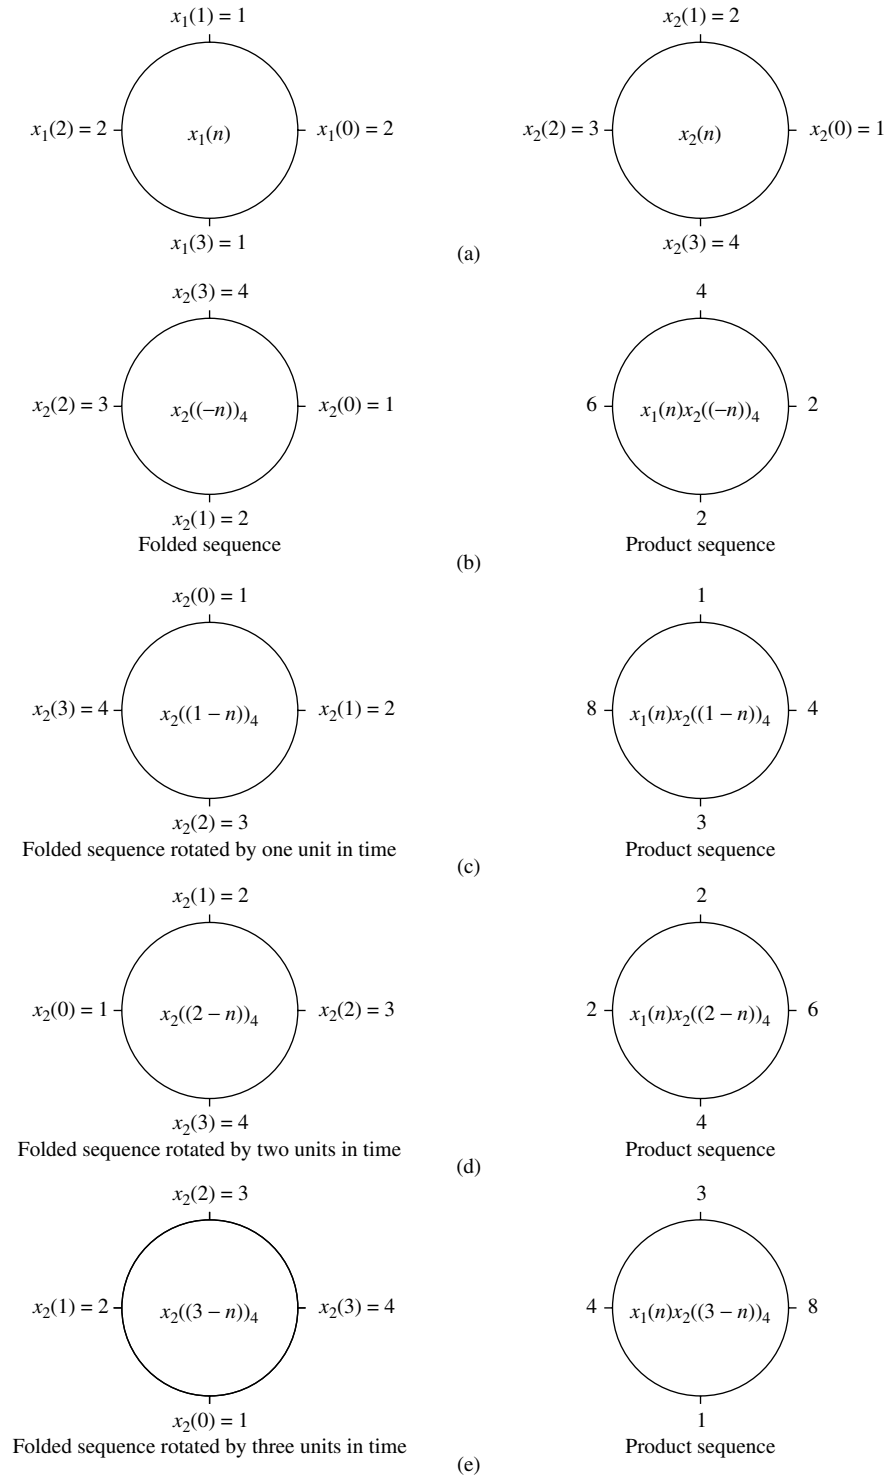 x₁(1) = 1 x₂(1) = 2
x₁(2) = 2 x₁(n) x₁(0) = 2 x₂(2) = 3 x₂(n) x₂(0) = 1
x₁(3) = 1 x₂(3) = 4
(a)
x₂(3) = 4 4
x₂(2) = 3 x₂((−n))₄ x₂(0) = 1 6 x₁(n)x₂((−n))₄ 2
x₂(1) = 2 2
Folded sequence Product sequence
(b)
x₂(0) = 1 1
x₂(3) = 4 x₂((1 − n))₄ x₂(1) = 2 8 x₁(n)x₂((1 − n))₄ 4
x₂(2) = 3 3
Folded sequence rotated by one unit in time Product sequence
(c)
x₂(1) = 2 2
x₂(0) = 1 x₂((2 − n))₄ x₂(2) = 3 2 x₁(n)x₂((2 − n))₄ 6
x₂(3) = 4 4
Folded sequence rotated by two units in time Product sequence
(d)
x₂(2) = 3 3
x₂(1) = 2 x₂((3 − n))₄ x₂(3) = 4 4 x₁(n)x₂((3 − n))₄ 8
x₂(0) = 1 1
Folded sequence rotated by three units in time Product sequence
(e)